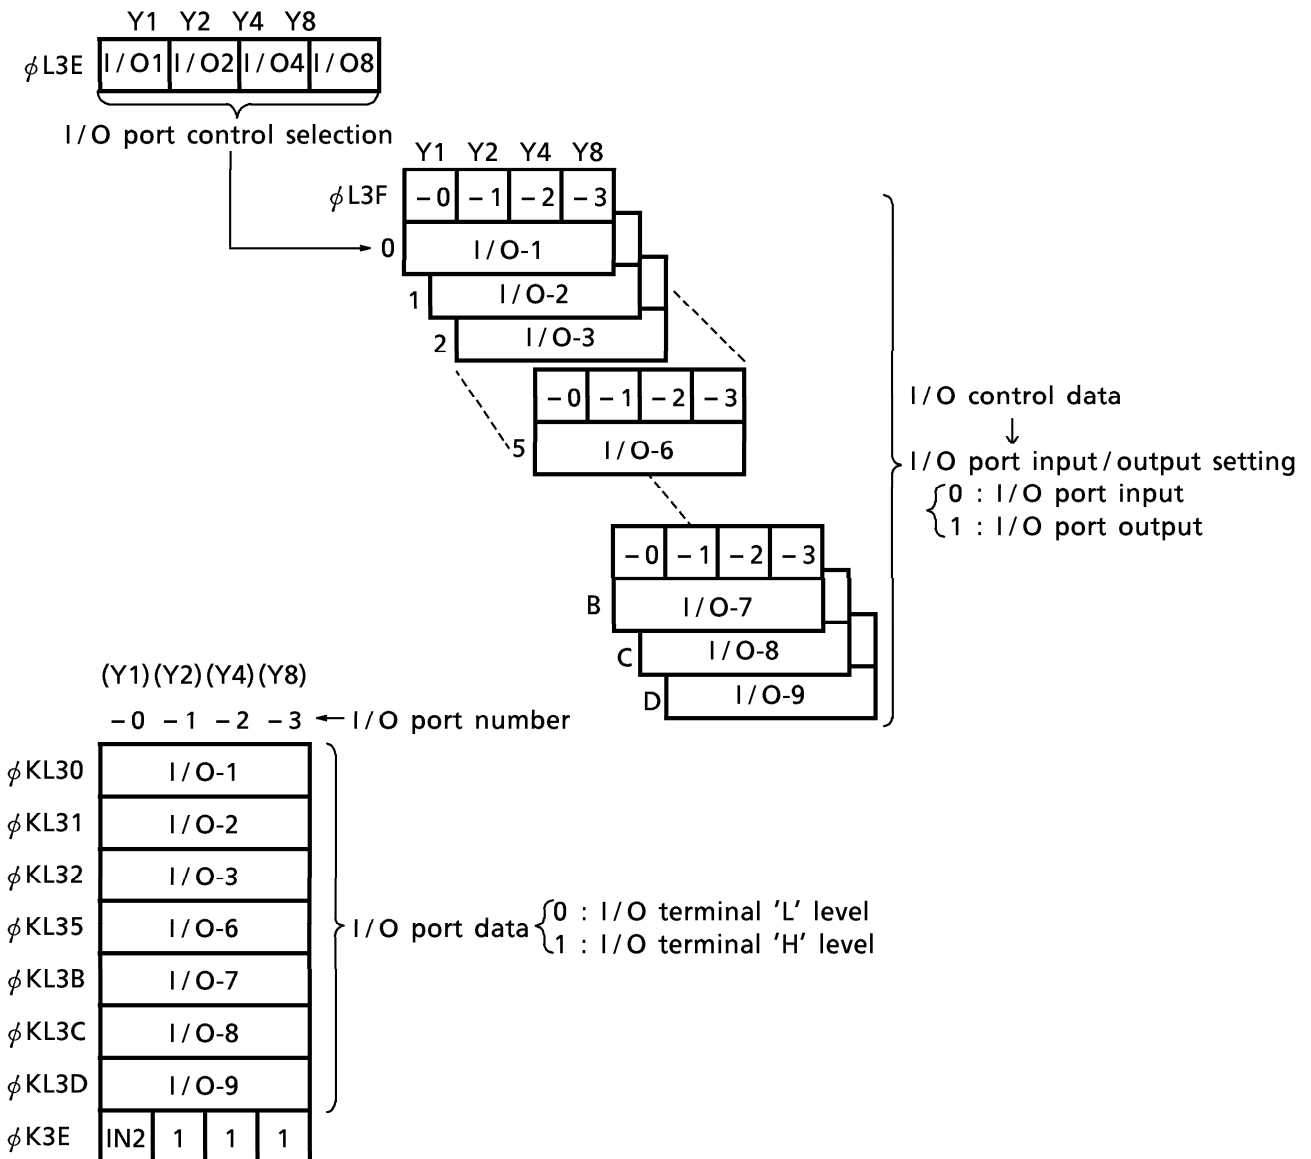 Y1 Y2 Y4 Y8
ϕL3E I/O1 I/O2 I/O4 I/O8
I/O port control selection
Y1 Y2 Y4 Y8
ϕL3F -0 -1 -2 -3
0 I/O-1
1 I/O-2
2 I/O-3
-0 -1 -2 -3
5 I/O-6
I/O control data
↓
I/O port input/output setting
0 : I/O port input
1 : I/O port output
-0 -1 -2 -3
B I/O-7
C I/O-8
D I/O-9
(Y1) (Y2) (Y4) (Y8)
-0 -1 -2 -3 ← I/O port number
ϕKL30 I/O-1
ϕKL31 I/O-2
ϕKL32 I/O-3
ϕKL35 I/O-6
I/O port data
0 : I/O terminal 'L' level
1 : I/O terminal 'H' level
ϕKL3B I/O-7
ϕKL3C I/O-8
ϕKL3D I/O-9
ϕK3E IN2 1 1 1